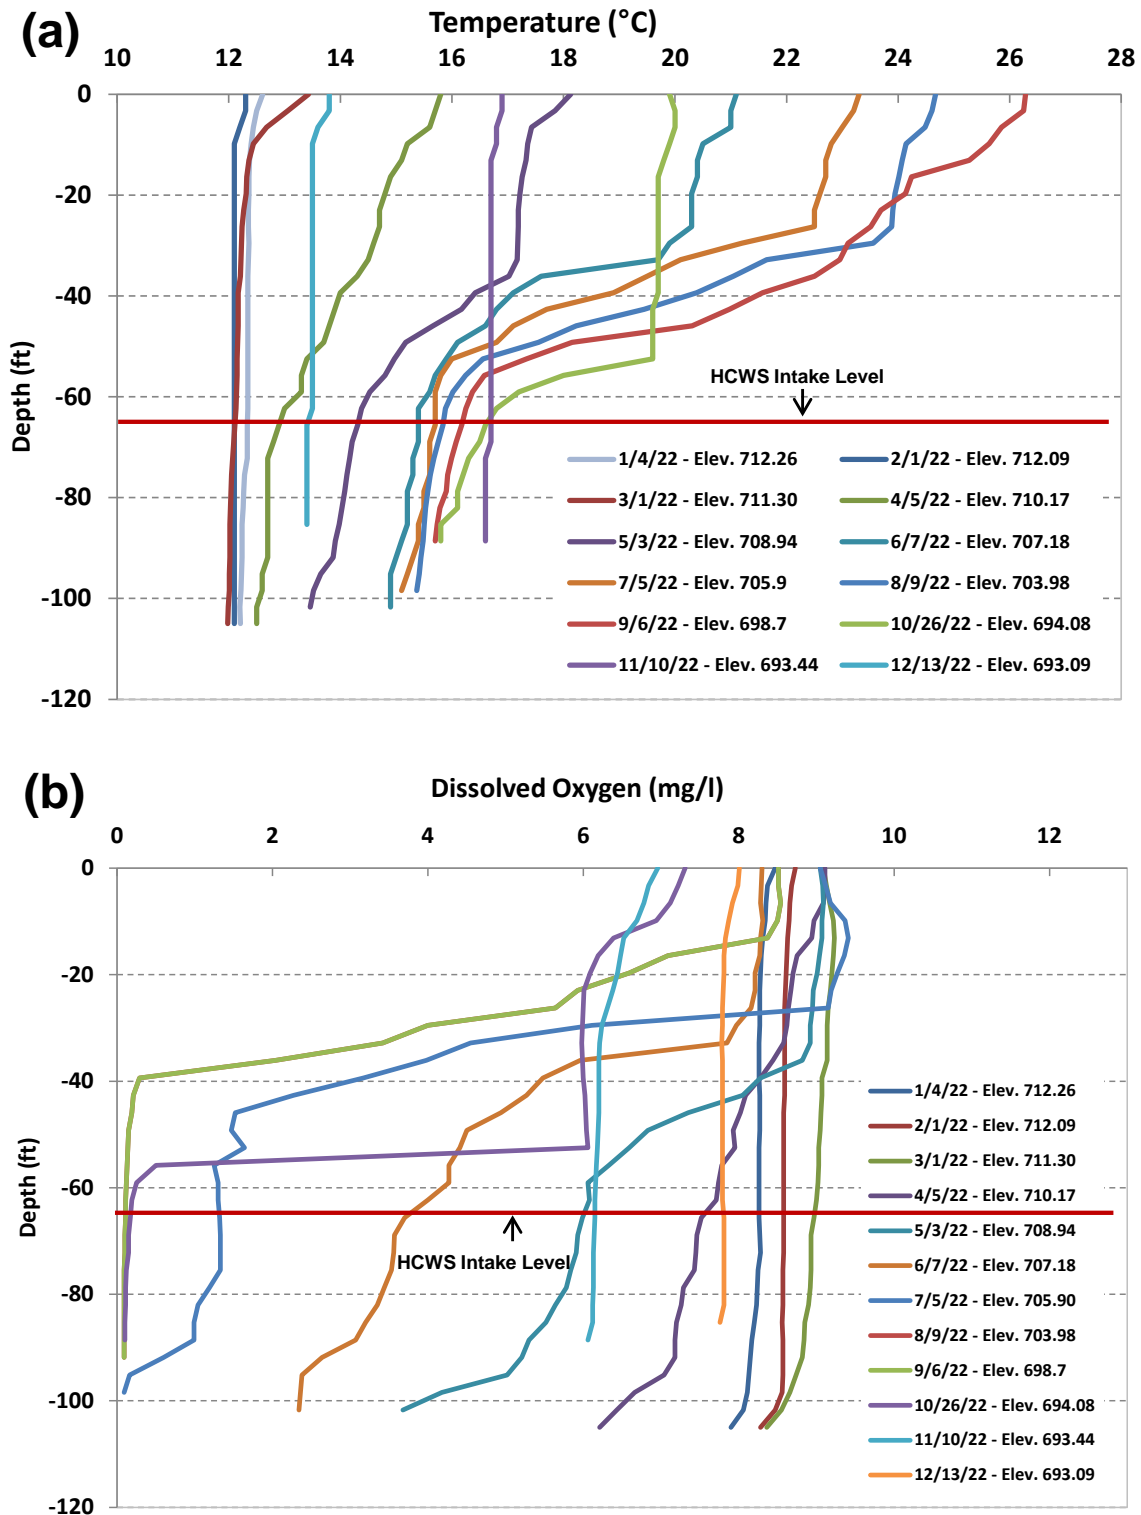 (a)
Temperature (°C)
10 12 14 16 18 20 22 24 26 28
0
-20
-40
-60
-80
-100
-120
Depth (ft)
HCWS Intake Level
1/4/22 - Elev. 712.26 2/1/22 - Elev. 712.09
3/1/22 - Elev. 711.30 4/5/22 - Elev. 710.17
5/3/22 - Elev. 708.94 6/7/22 - Elev. 707.18
7/5/22 - Elev. 705.9 8/9/22 - Elev. 703.98
9/6/22 - Elev. 698.7 10/26/22 - Elev. 694.08
11/10/22 - Elev. 693.44 12/13/22 - Elev. 693.09
(b)
Dissolved Oxygen (mg/l)
0 2 4 6 8 10 12
0
-20
-40
-60
-80
-100
-120
Depth (ft)
HCWS Intake Level
1/4/22 - Elev. 712.26
2/1/22 - Elev. 712.09
3/1/22 - Elev. 711.30
4/5/22 - Elev. 710.17
5/3/22 - Elev. 708.94
6/7/22 - Elev. 707.18
7/5/22 - Elev. 705.90
8/9/22 - Elev. 703.98
9/6/22 - Elev. 698.7
10/26/22 - Elev. 694.08
11/10/22 - Elev. 693.44
12/13/22 - Elev. 693.09